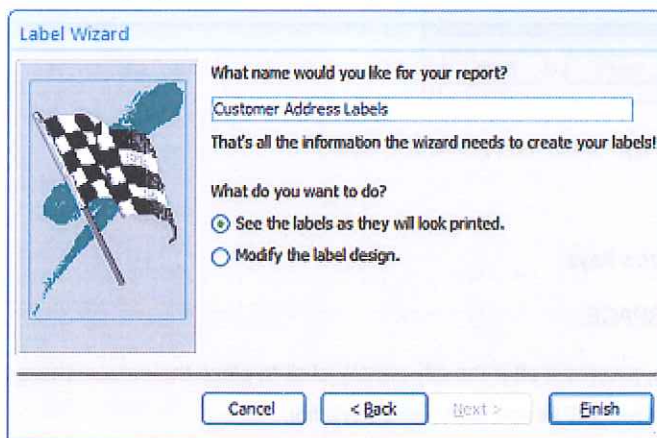 Label Wizard
What name would you like for your report?
Customer Address Labels
That's all the information the wizard needs to create your labels!
What do you want to do?
See the labels as they will look printed.
Modify the label design.
Cancel
< Back
Next >
Finish